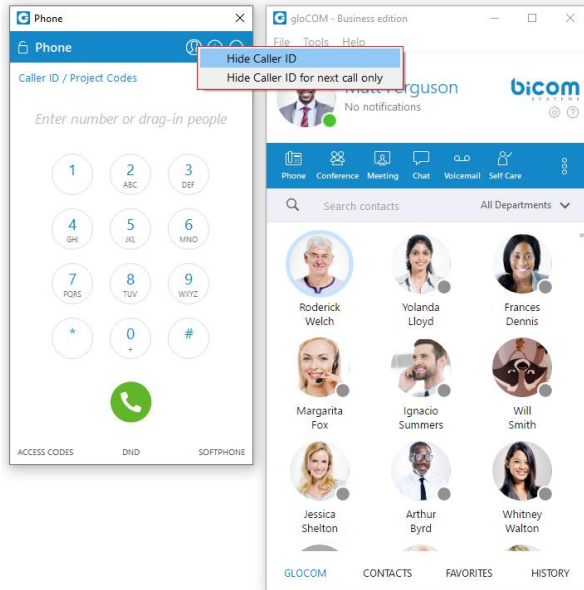 Phone
Phone
Caller ID / Project Codes
Enter number or drag-in people
1
2
ABC
3
DEF
4
GHI
5
JKL
6
MNO
7
PQRS
8
TUV
9
WXYZ
*
0
+
#
ACCESS CODES DND SOFTPHONE
Hide Caller ID
Hide Caller ID for next call only
gloCOM - Business edition
File Tools Help
Matt Ferguson
No notifications
bicom
SYSTEMS
Phone Conference Meeting Chat Voicemail Self Care
Search contacts All Departments
Roderick
Welch
Yolanda
Lloyd
Frances
Dennis
Margarita
Fox
Ignacio
Summers
Will
Smith
Jessica
Shelton
Arthur
Byrd
Whitney
Walton
GLOCOM CONTACTS FAVORITES HISTORY